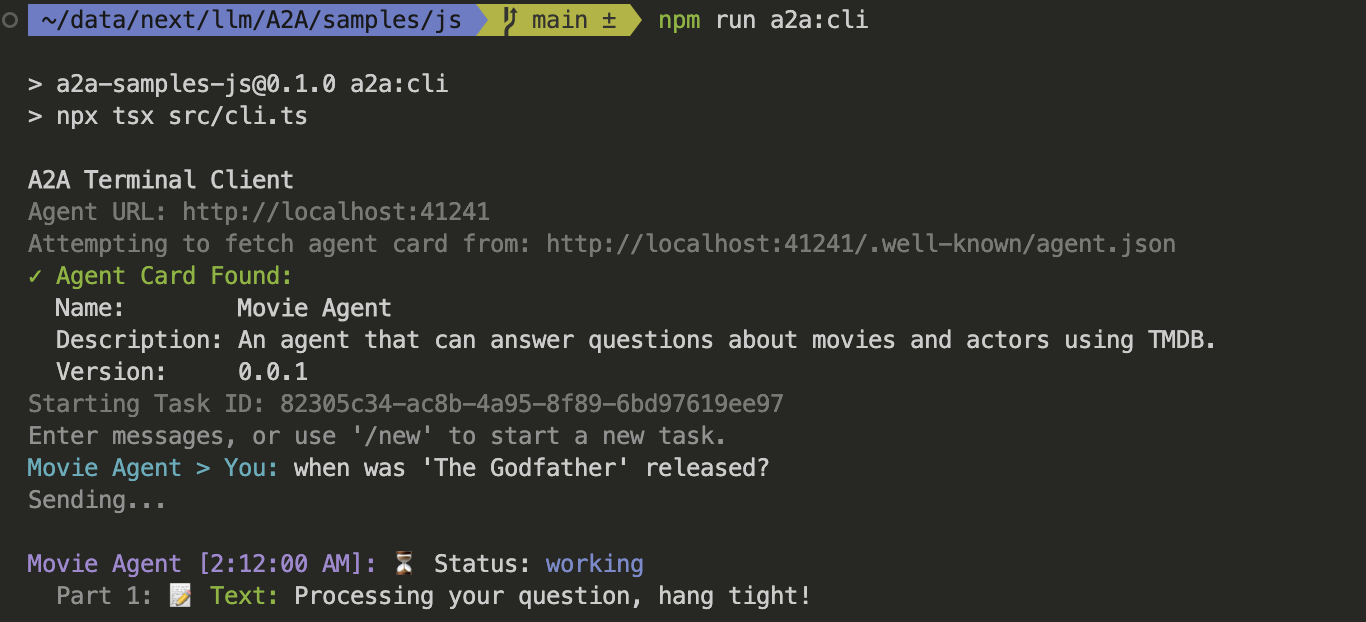 ~/data/next/llm/A2A/samples/js main ± npm run a2a:cli
> a2a-samples-js@0.1.0 a2a:cli
> npx tsx src/cli.ts
A2A Terminal Client
Agent URL: http://localhost:41241
Attempting to fetch agent card from: http://localhost:41241/.well-known/agent.json
✓ Agent Card Found:
Name: Movie Agent
Description: An agent that can answer questions about movies and actors using TMDB.
Version: 0.0.1
Starting Task ID: 82305c34-ac8b-4a95-8f89-6bd97619ee97
Enter messages, or use '/new' to start a new task.
Movie Agent > You: when was 'The Godfather' released?
Sending...
Movie Agent [2:12:00 AM]: ⏳ Status: working
Part 1: 📝 Text: Processing your question, hang tight!